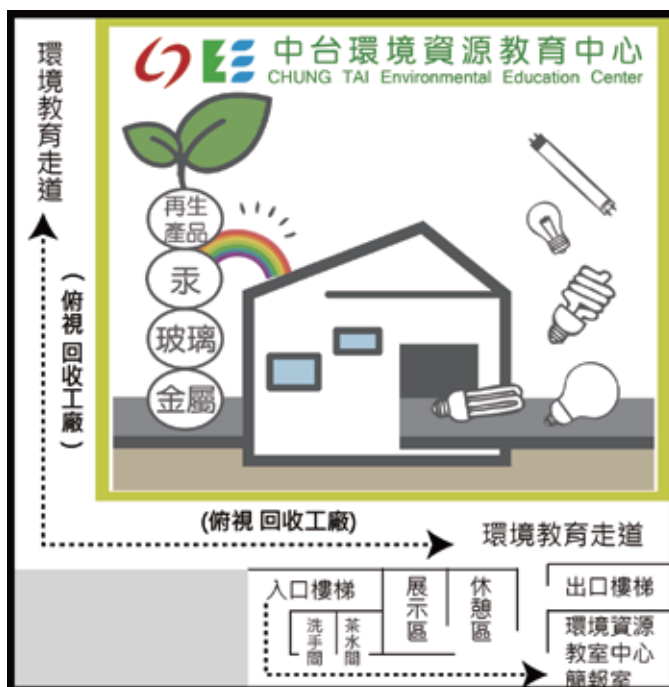 中台環境資源教育中心
CHUNG TAI Environmental Education Center
環境教育走道
(俯視 回收工廠)
再生
產品
汞
玻璃
金屬
(俯視 回收工廠)
環境教育走道
入口樓梯
洗手間
茶水間
展示區
休憩區
出口樓梯
環境資源
教室中心
簡報室